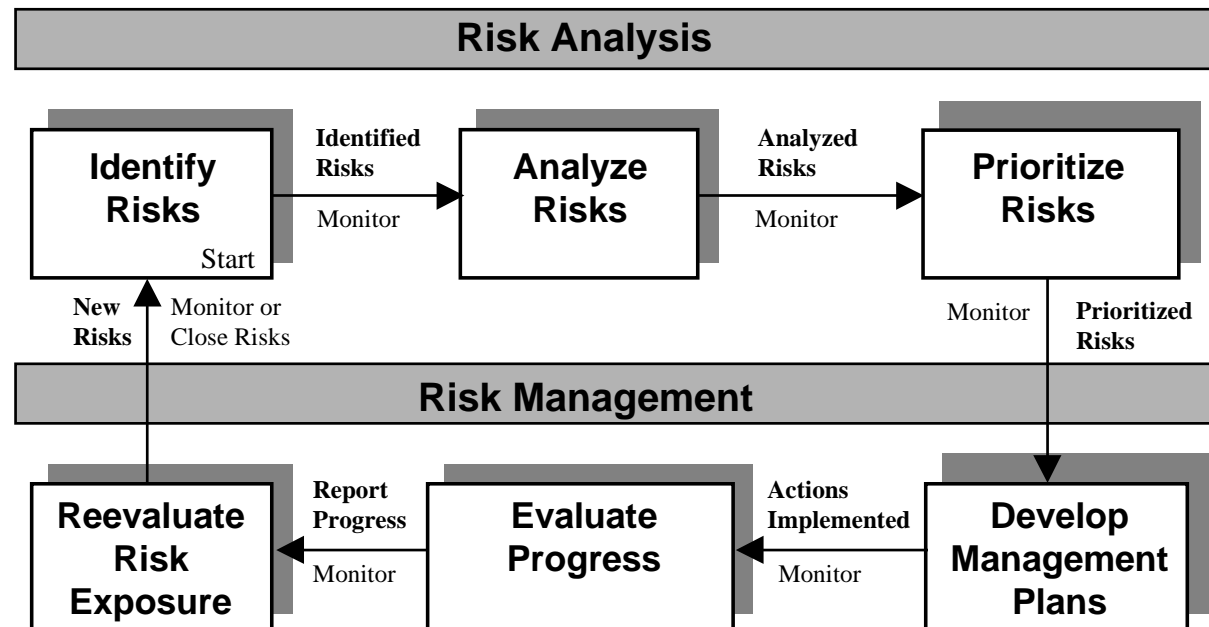 Risk Analysis
Identify
Risks
Start
Identified
Risks
Monitor
Analyze
Risks
Analyzed
Risks
Monitor
Prioritize
Risks
New
Risks
Monitor or
Close Risks
Monitor
Prioritized
Risks
Risk Management
Reevaluate
Risk
Exposure
Report
Progress
Monitor
Evaluate
Progress
Actions
Implemented
Monitor
Develop
Management
Plans